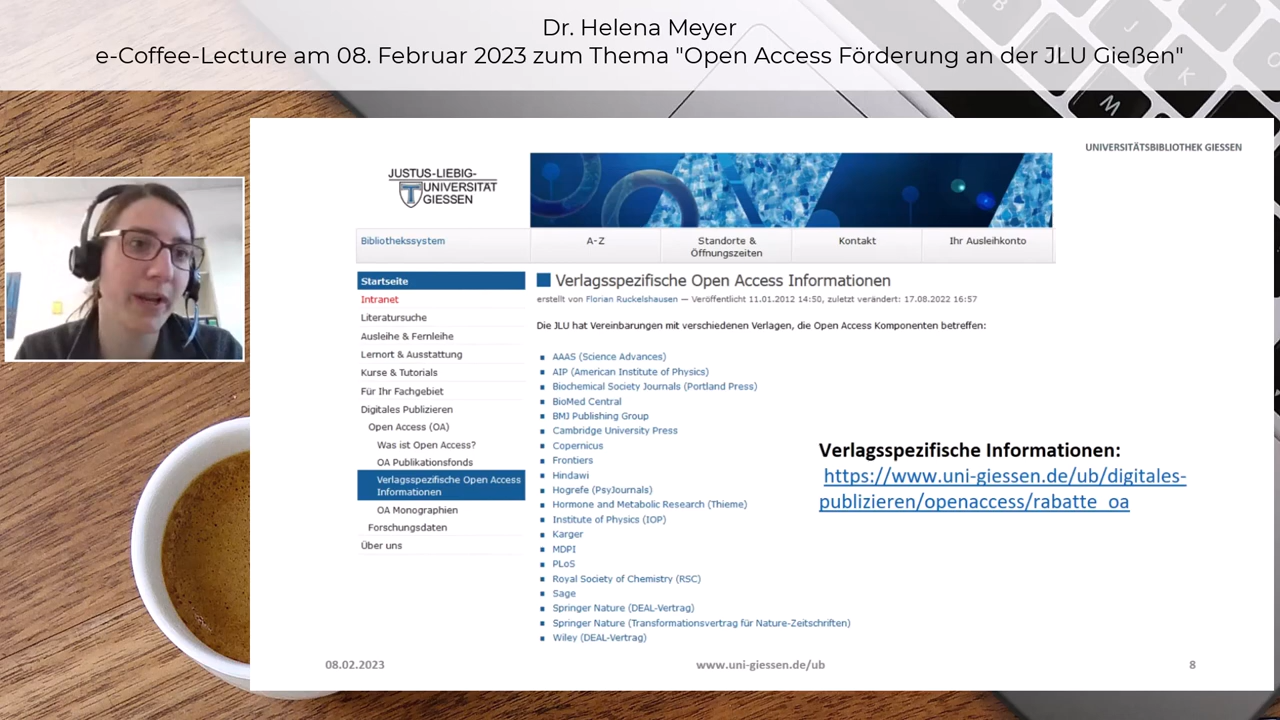 Dr. Helena Meyer
e-Coffee-Lecture am 08. Februar 2023 zum Thema "Open Access Förderung an der JLU Gießen"
UNIVERSITÄTSBIBLIOTHEK GIESSEN
JUSTUS-LIEBIG-
UNIVERSITÄT
GIESSEN
Bibliothekssystem
A-Z
Standorte &
Öffnungszeiten
Kontakt
Ihr Ausleihkonto
Startseite
Intranet
Literatursuche
Ausleihe & Fernleihe
Lernort & Ausstattung
Kurse & Tutorials
Für Ihr Fachgebiet
Digitales Publizieren
Open Access (OA)
Was ist Open Access?
OA Publikationsfonds
Verlagsspezifische Open Access
Informationen
OA Monographien
Forschungsdaten
Über uns
Verlagsspezifische Open Access Informationen
erstellt von Florian Ruckelshausen — Veröffentlicht 11.01.2012 14:50, zuletzt verändert: 17.08.2022 16:57
Die JLU hat Vereinbarungen mit verschiedenen Verlagen, die Open Access Komponenten betreffen:
AAAS (Science Advances)
AIP (American Institute of Physics)
Biochemical Society Journals (Portland Press)
BioMed Central
BMJ Publishing Group
Cambridge University Press
Copernicus
Frontiers
Hindawi
Hogrefe (PsyJournals)
Hormone and Metabolic Research (Thieme)
Institute of Physics (IOP)
Karger
MDPI
PLoS
Royal Society of Chemistry (RSC)
Sage
Springer Nature (DEAL-Vertrag)
Springer Nature (Transformationsvertrag für Nature-Zeitschriften)
Wiley (DEAL-Vertrag)
Verlagsspezifische Informationen:
https://www.uni-giessen.de/ub/digitales-
publizieren/openaccess/rabatte_oa
08.02.2023
www.uni-giessen.de/ub
8